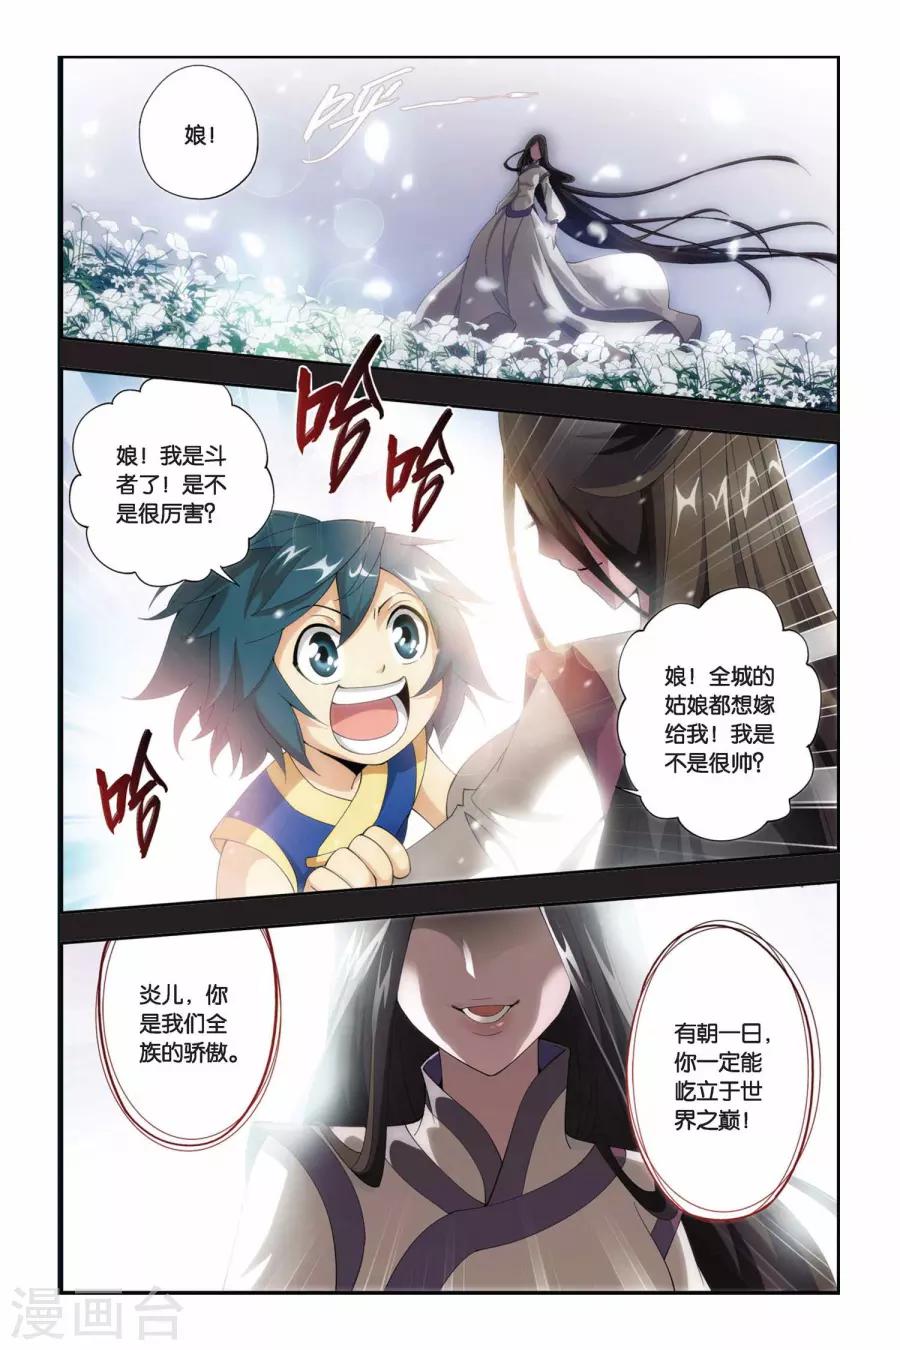 娘！
呼
哈
哈
娘！我是斗
者了！是不
是很厉害？
娘！全城的
姑娘都想嫁
给我！我是
不是很帅？
哈
炎儿，你
是我们全
族的骄傲。
有朝一日，
你一定能
屹立于世
界之巅！
漫画台